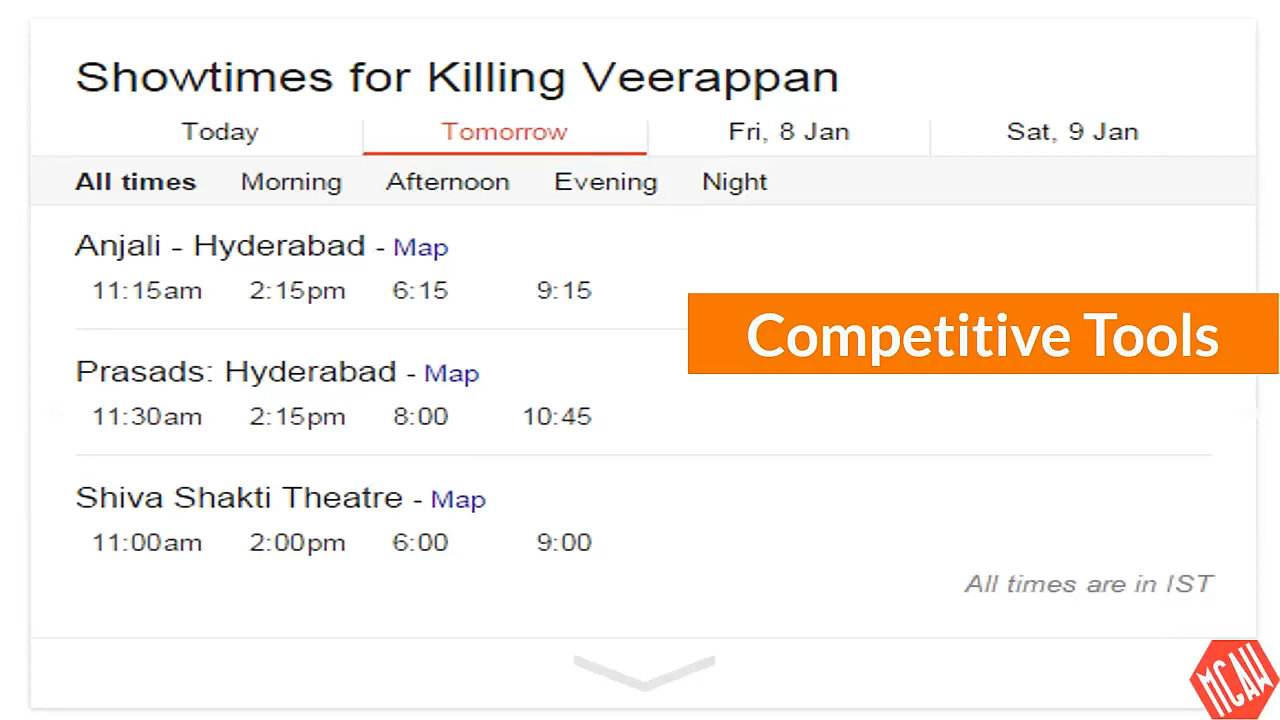 Showtimes for Killing Veerappan
Today Tomorrow Fri, 8 Jan Sat, 9 Jan
All times Morning Afternoon Evening Night
Anjali - Hyderabad - Map
11:15am 2:15pm 6:15 9:15
Competitive Tools
Prasads: Hyderabad - Map
11:30am 2:15pm 8:00 10:45
Shiva Shakti Theatre - Map
11:00am 2:00pm 6:00 9:00
All times are in IST
MCAW